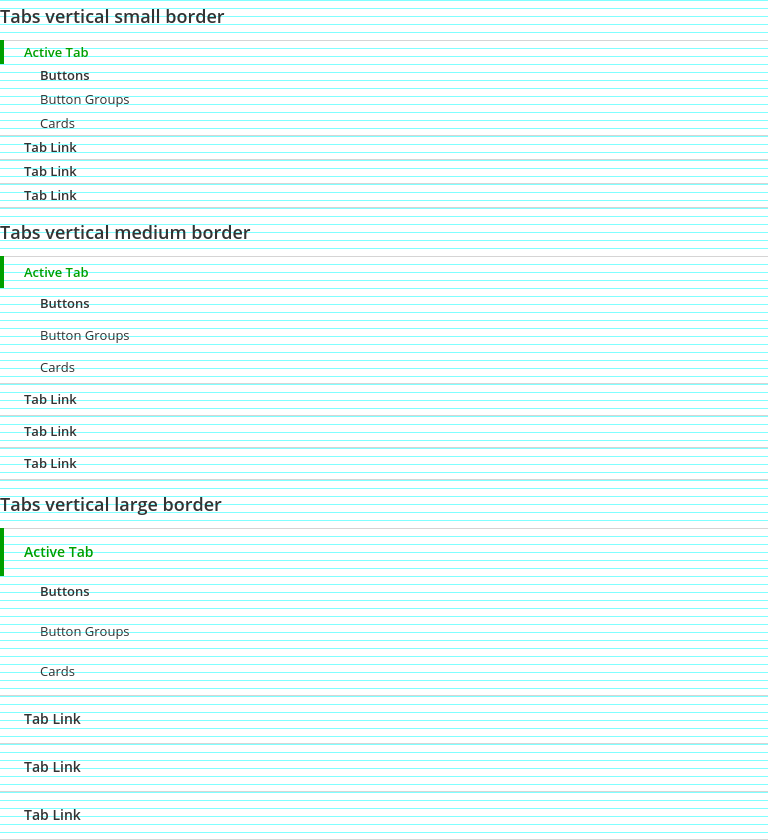 Tabs vertical small border
Active Tab
Buttons
Button Groups
Cards
Tab Link
Tab Link
Tab Link
Tabs vertical medium border
Active Tab
Buttons
Button Groups
Cards
Tab Link
Tab Link
Tab Link
Tabs vertical large border
Active Tab
Buttons
Button Groups
Cards
Tab Link
Tab Link
Tab Link